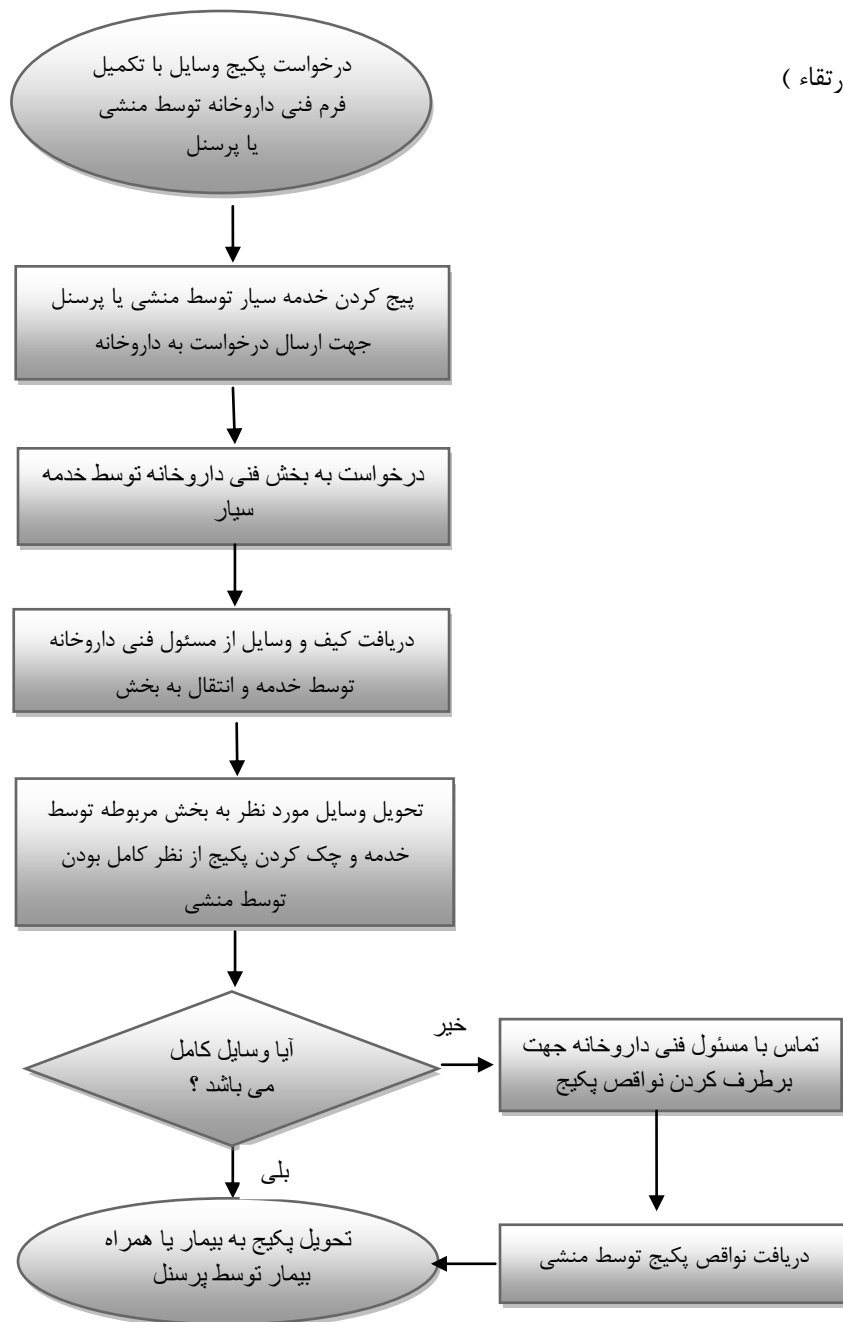 رتقاء )
درخواست پکیج وسایل با تکمیل
فرم فنی داروخانه توسط منشی
یا پرسنل
پیج کردن خدمه سیار توسط منشی یا پرسنل
جهت ارسال درخواست به داروخانه
درخواست به بخش فنی داروخانه توسط خدمه
سیار
دریافت کیف و وسایل از مسئول فنی داروخانه
توسط خدمه و انتقال به بخش
تحویل وسایل مورد نظر به بخش مربوطه توسط
خدمه و چک کردن پکیج از نظر کامل بودن
توسط منشی
آیا وسایل کامل
می باشد ؟
خیر
تماس با مسئول فنی داروخانه جهت
برطرف کردن نواقص پکیج
بلی
دریافت نواقص پکیج توسط منشی
تحویل پکیج به بیمار یا همراه
بیمار توسط پرسنل